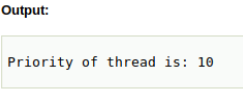 Output:
Priority of thread is: 10